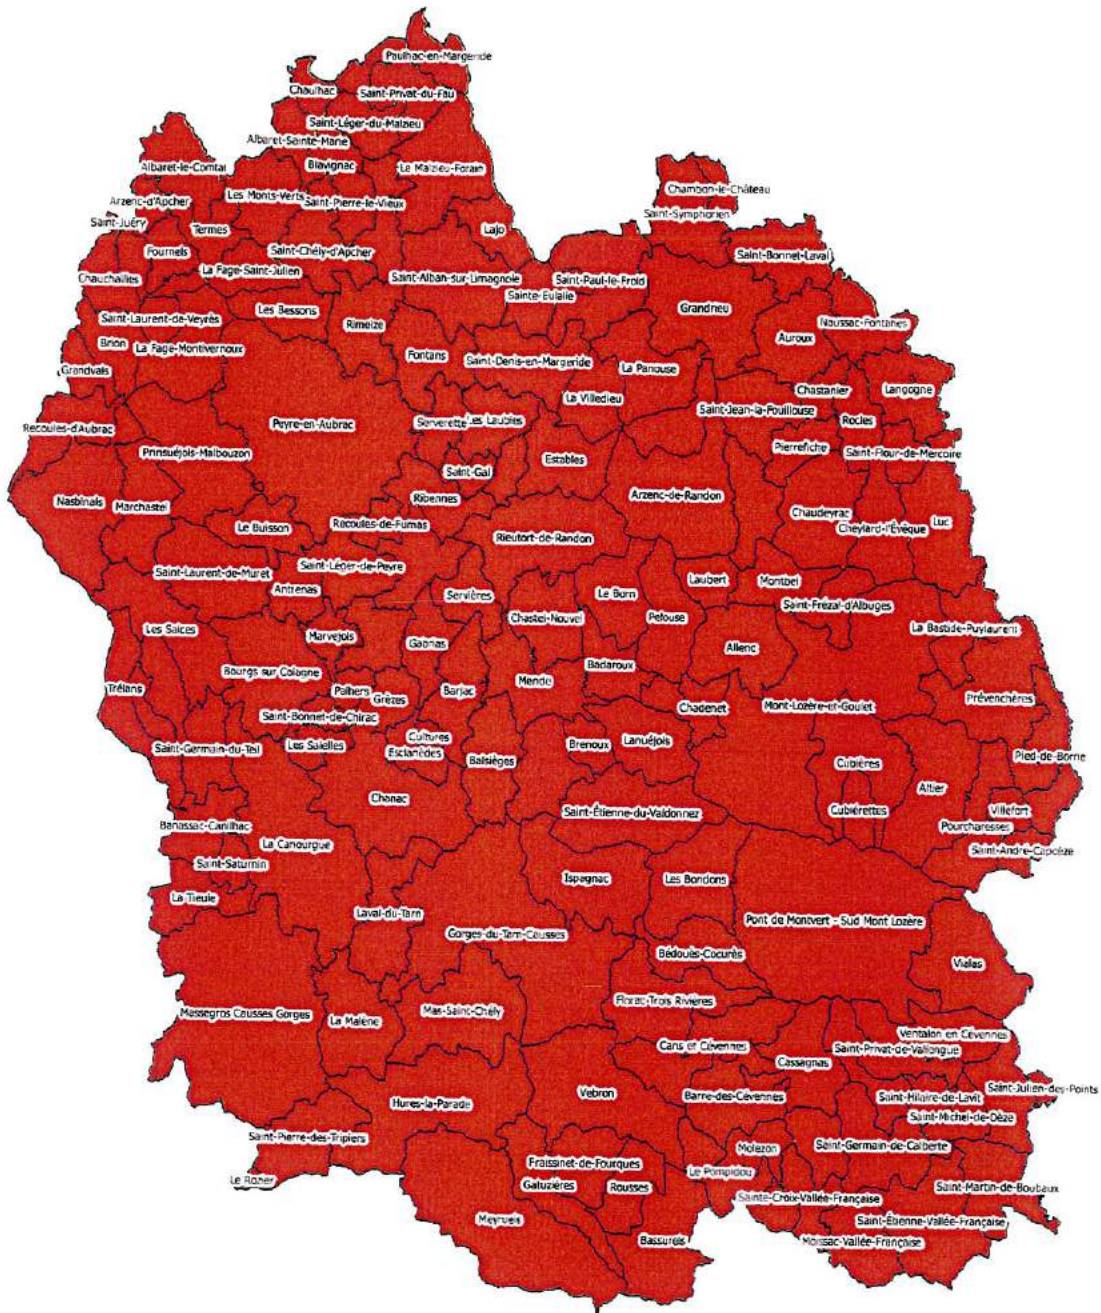 Paulhac-en-Margeride
Chaulhac
Saint-Privat-du-Fau
Saint-Léger-du-Malzieu
Albaret-Sainte-Marie
Blavignac
Le Malzieu-Forain
Albaret-le-Comtal
Chambon-le-Château
Arzenc-d'Apcher
Les Monts-Verts
Saint-Pierre-le-Vieux
Saint-Symphorien
Saint-Juéry
Termes
Lajo
Fournels
Saint-Chély-d'Apcher
Saint-Bonnet-Laval
Chauchailles
La Fage-Saint-Julien
Saint-Alban-sur-Limagnole
Saint-Paul-le-Froid
Sainte-Eulalie
Grandrieu
Saint-Laurent-de-Veyrès
Les Bessons
Rimeize
Naussac-Fontanes
Auroux
Brion
La Fage-Montivernoux
Fontans
Saint-Denis-en-Margeride
La Panouse
Grandvals
La Villedieu
Chastanier
Langogne
Saint-Jean-la-Fouillouse
Rocles
Recoules-d'Aubrac
Peyre-en-Aubrac
Serverette
Les Laubies
Prinsuéjols-Malbouzon
Pierrefiche
Saint-Flour-de-Mercoire
Estables
Saint-Gal
Nasbinals
Marchastel
Ribennes
Arzenc-de-Randon
Chaudeyrac
Le Buisson
Recoules-de-Fumas
Rieutort-de-Randon
Cheylard-l'Évêque
Luc
Saint-Laurent-de-Muret
Saint-Léger-de-Peyre
Antrenas
Servières
Le Born
Laubert
Montbel
Saint-Frézal-d'Albuges
Chastel-Nouvel
Pelouse
Les Salces
Marvejols
Gabrias
La Bastide-Puylaurent
Allenc
Bourgs sur Colagne
Badaroux
Trélans
Palhers
Grèzes
Barjac
Mende
Prévenchères
Saint-Bonnet-de-Chirac
Chadenet
Mont-Lozère-et-Goulet
Saint-Germain-du-Teil
Les Salelles
Cultures
Esclanèdes
Balsièges
Brenoux
Lanuéjols
Cubières
Pied-de-Borne
Chanac
Altier
Saint-Étienne-du-Valdonnez
Cubiérettes
Villefort
Banassac-Canilhac
La Canourgue
Pourcharesses
Saint-André-Capcèze
Saint-Saturnin
Ispagnac
Les Bondons
La Tieule
Laval-du-Tarn
Gorges-du-Tarn-Causses
Pont de Montvert - Sud Mont Lozère
Bédouès-Cocurès
Vialas
Florac-Trois Rivières
Massegros Causses Gorges
La Malène
Mas-Saint-Chély
Ventalon en Cévennes
Cans et Cévennes
Saint-Privat-de-Vallongue
Cassagnas
Hures-la-Parade
Vebron
Barre-des-Cévennes
Saint-Hilaire-de-Lavit
Saint-Julien-des-Points
Saint-Michel-de-Dèze
Saint-Pierre-des-Tripiers
Molezon
Saint-Germain-de-Calberte
Fraissinet-de-Fourques
Le Pompidou
Le Rozier
Gatuzières
Rousses
Saint-Martin-de-Boubaux
Sainte-Croix-Vallée-Française
Meyrueis
Saint-Étienne-Vallée-Française
Bassurels
Moissac-Vallée-Française